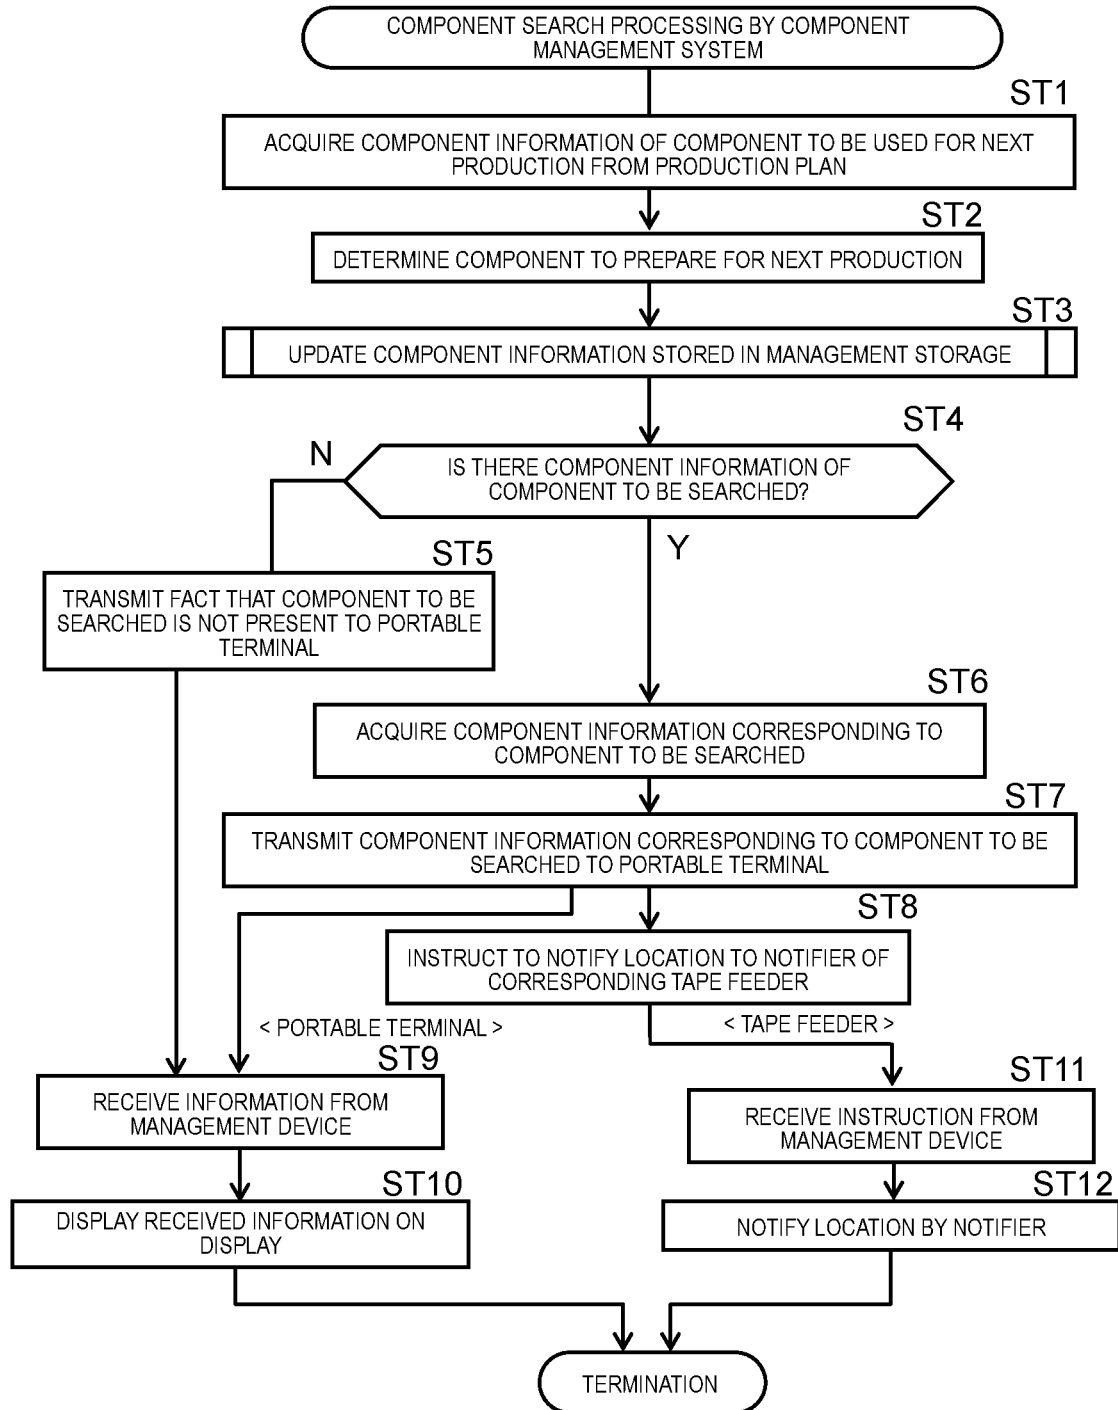 COMPONENT SEARCH PROCESSING BY COMPONENT
MANAGEMENT SYSTEM
ST1
ACQUIRE COMPONENT INFORMATION OF COMPONENT TO BE USED FOR NEXT
PRODUCTION FROM PRODUCTION PLAN
ST2
DETERMINE COMPONENT TO PREPARE FOR NEXT PRODUCTION
ST3
UPDATE COMPONENT INFORMATION STORED IN MANAGEMENT STORAGE
ST4
N
IS THERE COMPONENT INFORMATION OF
COMPONENT TO BE SEARCHED?
Y
ST5
TRANSMIT FACT THAT COMPONENT TO BE
SEARCHED IS NOT PRESENT TO PORTABLE
TERMINAL
ST6
ACQUIRE COMPONENT INFORMATION CORRESPONDING TO
COMPONENT TO BE SEARCHED
ST7
TRANSMIT COMPONENT INFORMATION CORRESPONDING TO COMPONENT TO BE
SEARCHED TO PORTABLE TERMINAL
ST8
INSTRUCT TO NOTIFY LOCATION TO NOTIFIER OF
CORRESPONDING TAPE FEEDER
< PORTABLE TERMINAL >
< TAPE FEEDER >
ST9
RECEIVE INFORMATION FROM
MANAGEMENT DEVICE
ST11
RECEIVE INSTRUCTION FROM
MANAGEMENT DEVICE
ST10
DISPLAY RECEIVED INFORMATION ON
DISPLAY
ST12
NOTIFY LOCATION BY NOTIFIER
TERMINATION